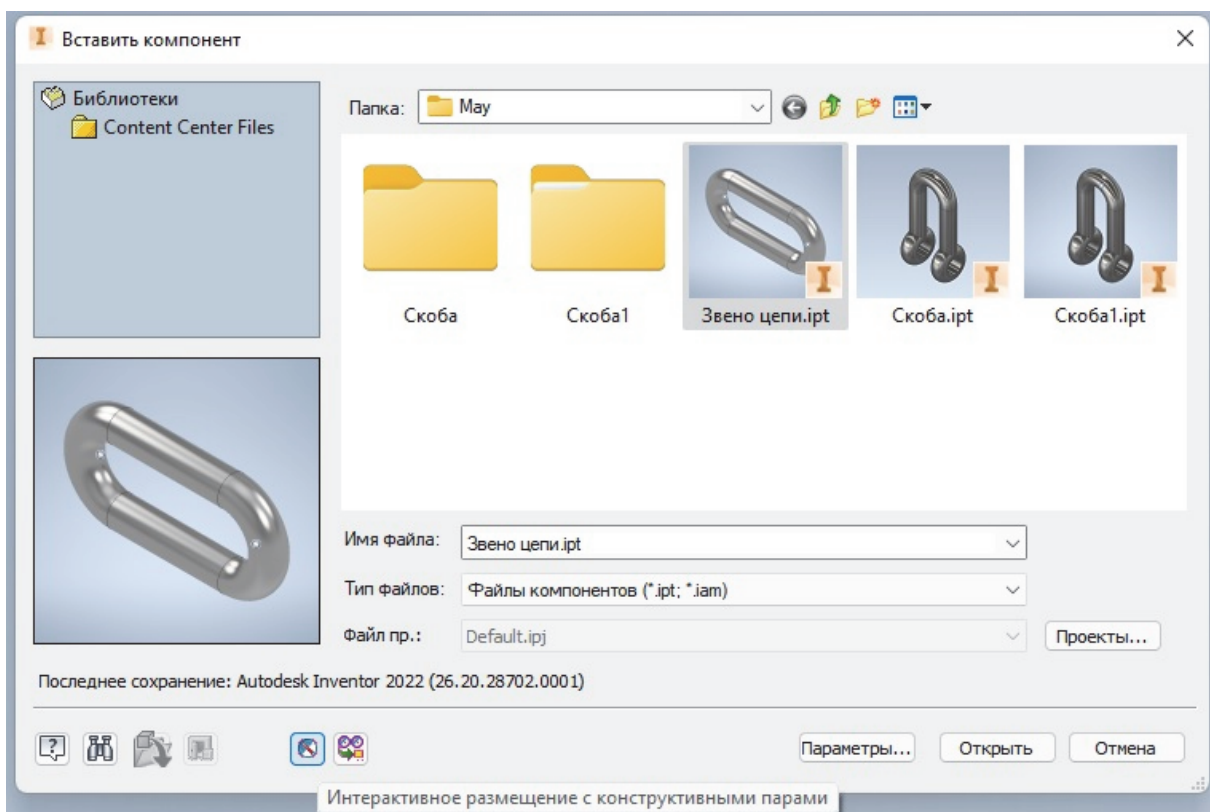 Вставить компонент
Библиотеки
Content Center Files
Папка: May
Скоба Скоба1 Звено цепи.ipt Скоба.ipt Скоба1.ipt
Имя файла: Звено цепи.ipt
Тип файлов: Файлы компонентов (*.ipt; *.iam)
Файл пр.: Default.ipj Проекты...
Последнее сохранение: Autodesk Inventor 2022 (26.20.28702.0001)
Параметры... Открыть Отмена
Интерактивное размещение с конструктивными парами